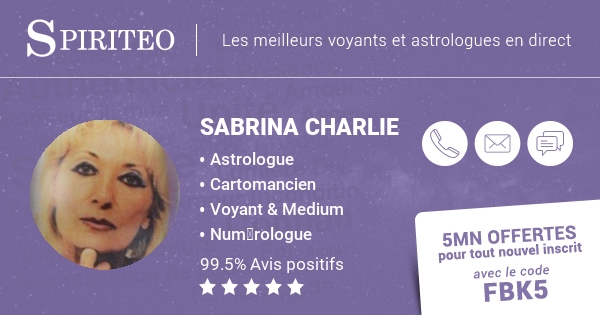 SPIRITEO
Les meilleurs voyants et astrologues en direct
SABRINA CHARLIE
• Astrologue
• Cartomancien
• Voyant & Medium
• Num▯rologue
99.5% Avis positifs
5MN OFFERTES
pour tout nouvel inscrit
avec le code
FBK5